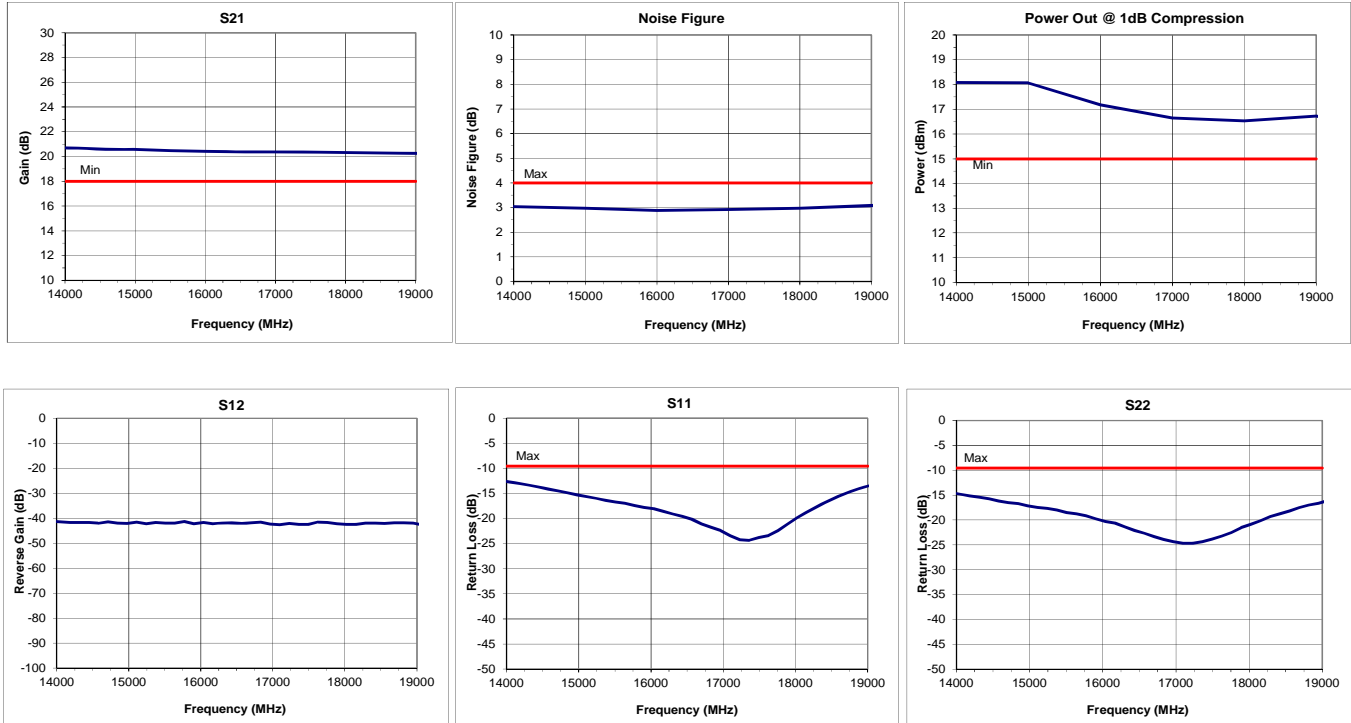 S21
30
28
26
24
22
20
18
16
14
12
10
Gain (dB)
Min
14000 15000 16000 17000 18000 19000
Frequency (MHz)
Noise Figure
10
9
8
7
6
5
4
3
2
1
0
Noise Figure (dB)
Max
14000 15000 16000 17000 18000 19000
Frequency (MHz)
Power Out @ 1dB Compression
20
19
18
17
16
15
14
13
12
11
10
Power (dBm)
Min
14000 15000 16000 17000 18000 19000
Frequency (MHz)
S12
0
-10
-20
-30
-40
-50
-60
-70
-80
-90
-100
Reverse Gain (dB)
14000 15000 16000 17000 18000 19000
Frequency (MHz)
S11
0
-5
-10
-15
-20
-25
-30
-35
-40
-45
-50
Return Loss (dB)
Max
14000 15000 16000 17000 18000 19000
Frequency (MHz)
S22
0
-5
-10
-15
-20
-25
-30
-35
-40
-45
-50
Return Loss (dB)
Max
14000 15000 16000 17000 18000 19000
Frequency (MHz)